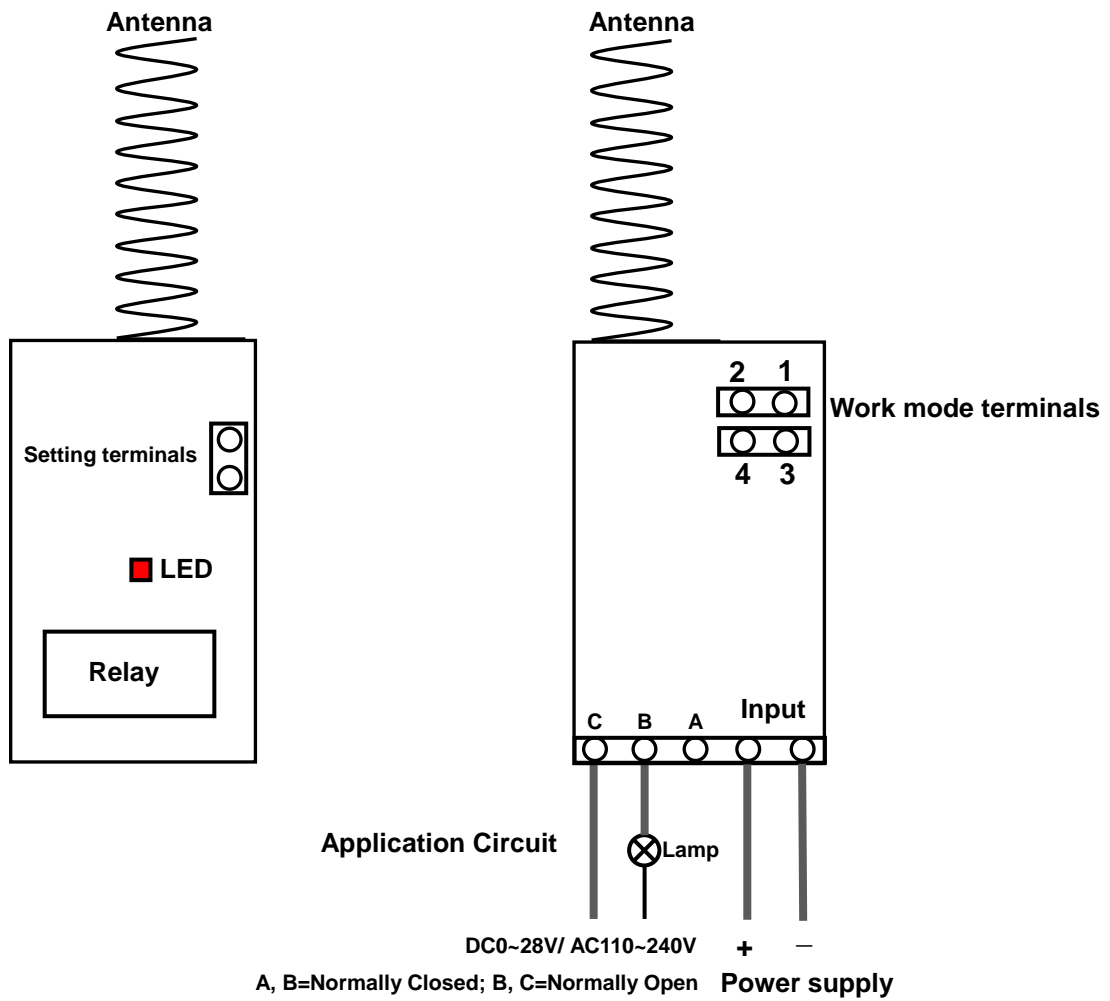 Antenna
Antenna
2 1
Work mode terminals
4 3
Setting terminals
LED
Relay
Input
C B A
Application Circuit
Lamp
DC0~28V/ AC110~240V
+ −
A, B=Normally Closed; B, C=Normally Open
Power supply